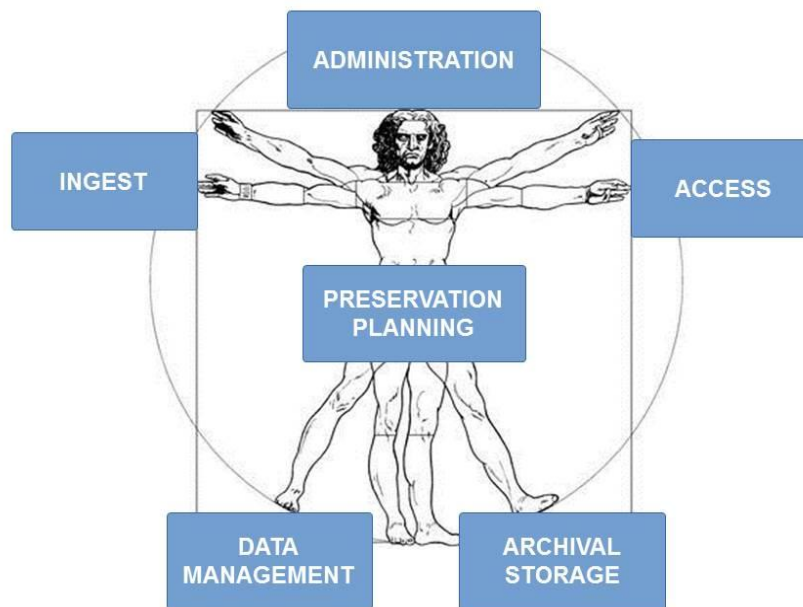 ADMINISTRATION
INGEST
ACCESS
PRESERVATION
PLANNING
DATA
MANAGEMENT
ARCHIVAL
STORAGE